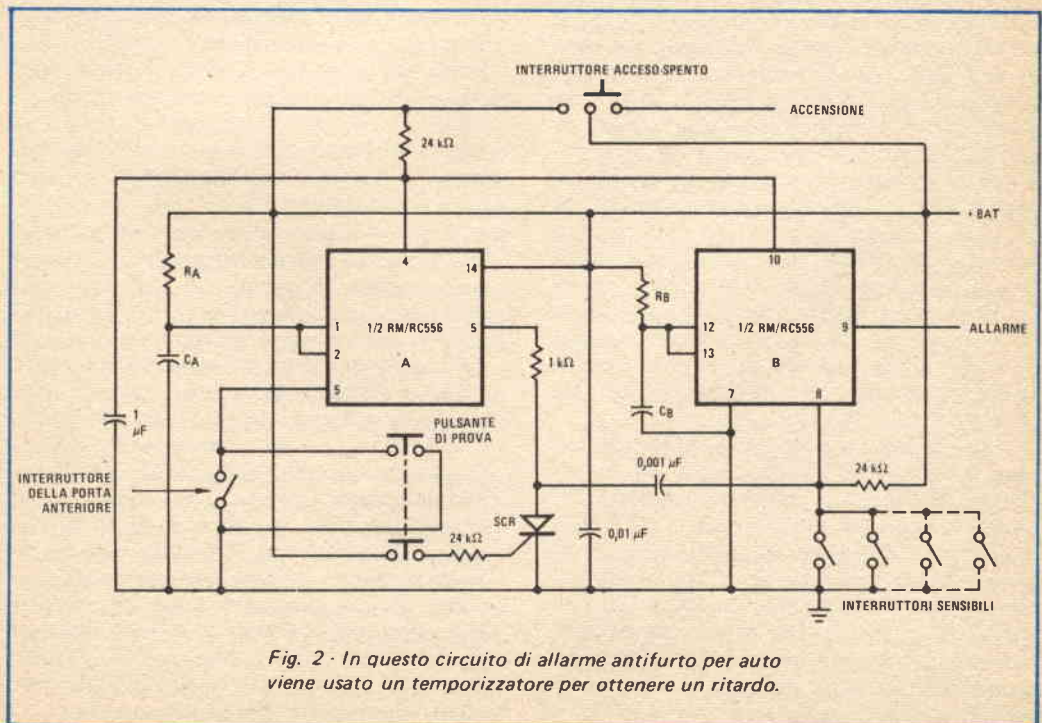 INTERRUTTORE ACCESO-SPENTO
ACCENSIONE
24 kΩ
+ BAT
RA
4
14
1
1/2 RM/RC556
5
2
A
CA
5
1 kΩ
10
RB
12
1/2 RM/RC556
9
ALLARME
13
B
CB
7
8
1
µF
PULSANTE
DI PROVA
INTERRUTTORE
DELLA PORTA
ANTERIORE
0,001 µF
24 kΩ
SCR
24 kΩ
0,01 µF
INTERRUTTORI SENSIBILI
Fig. 2 - In questo circuito di allarme antifurto per auto
viene usato un temporizzatore per ottenere un ritardo.